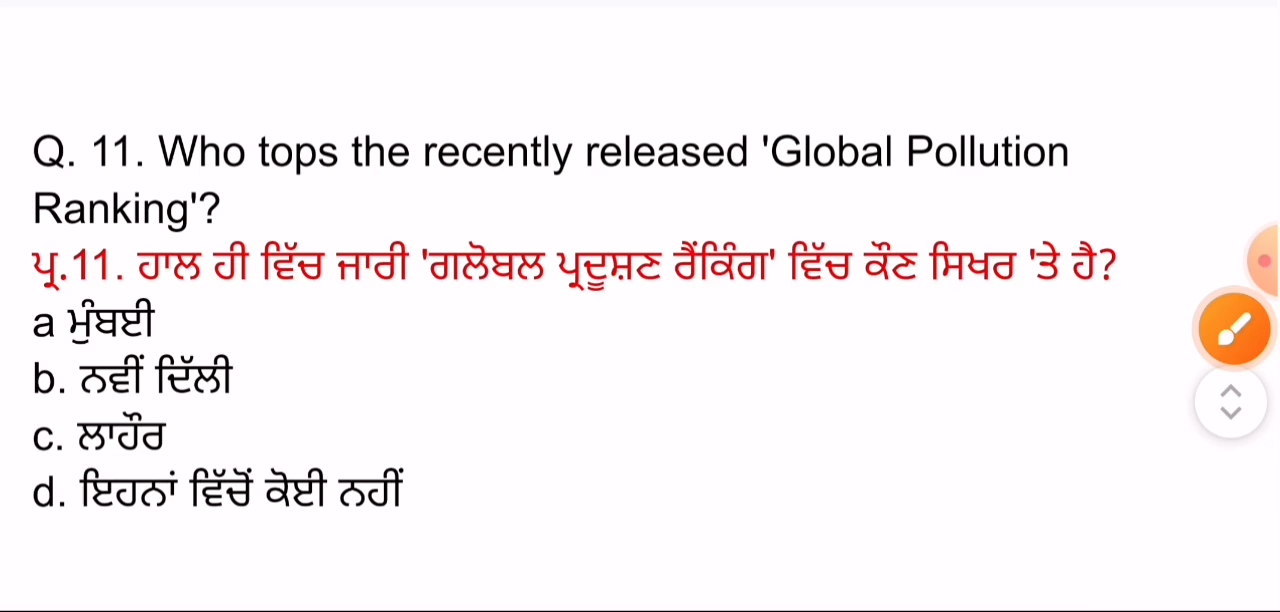 Q. 11. Who tops the recently released 'Global Pollution
Ranking'?
ਪ੍ਰ.11. ਹਾਲ ਹੀ ਵਿੱਚ ਜਾਰੀ 'ਗਲੋਬਲ ਪ੍ਰਦੂਸ਼ਣ ਰੈਂਕਿੰਗ' ਵਿੱਚ ਕੌਣ ਸਿਖਰ 'ਤੇ ਹੈ?
a ਮੁੰਬਈ
b. ਨਵੀਂ ਦਿੱਲੀ
c. ਲਾਹੌਰ
d. ਇਹਨਾਂ ਵਿੱਚੋਂ ਕੋਈ ਨਹੀਂ